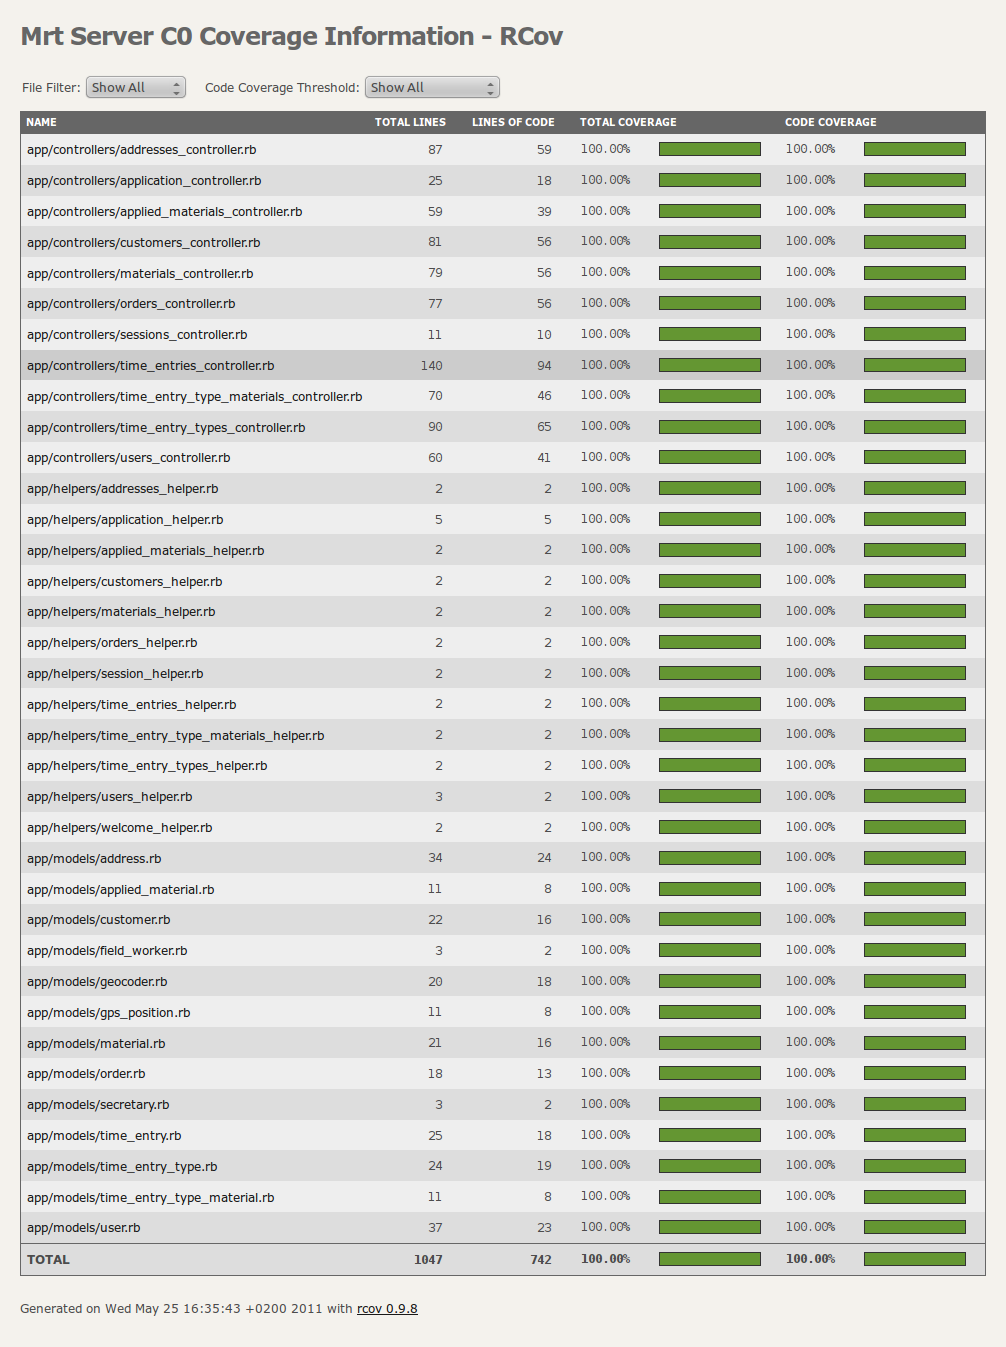 Mrt Server C0 Coverage Information - RCov
File Filter: Show All Code Coverage Threshold: Show All
NAME TOTAL LINES LINES OF CODE TOTAL COVERAGE CODE COVERAGE
app/controllers/addresses_controller.rb 87 59 100.00% 100.00%
app/controllers/application_controller.rb 25 18 100.00% 100.00%
app/controllers/applied_materials_controller.rb 59 39 100.00% 100.00%
app/controllers/customers_controller.rb 81 56 100.00% 100.00%
app/controllers/materials_controller.rb 79 56 100.00% 100.00%
app/controllers/orders_controller.rb 77 56 100.00% 100.00%
app/controllers/sessions_controller.rb 11 10 100.00% 100.00%
app/controllers/time_entries_controller.rb 140 94 100.00% 100.00%
app/controllers/time_entry_type_materials_controller.rb 70 46 100.00% 100.00%
app/controllers/time_entry_types_controller.rb 90 65 100.00% 100.00%
app/controllers/users_controller.rb 60 41 100.00% 100.00%
app/helpers/addresses_helper.rb 2 2 100.00% 100.00%
app/helpers/application_helper.rb 5 5 100.00% 100.00%
app/helpers/applied_materials_helper.rb 2 2 100.00% 100.00%
app/helpers/customers_helper.rb 2 2 100.00% 100.00%
app/helpers/materials_helper.rb 2 2 100.00% 100.00%
app/helpers/orders_helper.rb 2 2 100.00% 100.00%
app/helpers/session_helper.rb 2 2 100.00% 100.00%
app/helpers/time_entries_helper.rb 2 2 100.00% 100.00%
app/helpers/time_entry_type_materials_helper.rb 2 2 100.00% 100.00%
app/helpers/time_entry_types_helper.rb 2 2 100.00% 100.00%
app/helpers/users_helper.rb 3 2 100.00% 100.00%
app/helpers/welcome_helper.rb 2 2 100.00% 100.00%
app/models/address.rb 34 24 100.00% 100.00%
app/models/applied_material.rb 11 8 100.00% 100.00%
app/models/customer.rb 22 16 100.00% 100.00%
app/models/field_worker.rb 3 2 100.00% 100.00%
app/models/geocoder.rb 20 18 100.00% 100.00%
app/models/gps_position.rb 11 8 100.00% 100.00%
app/models/material.rb 21 16 100.00% 100.00%
app/models/order.rb 18 13 100.00% 100.00%
app/models/secretary.rb 3 2 100.00% 100.00%
app/models/time_entry.rb 25 18 100.00% 100.00%
app/models/time_entry_type.rb 24 19 100.00% 100.00%
app/models/time_entry_type_material.rb 11 8 100.00% 100.00%
app/models/user.rb 37 23 100.00% 100.00%
TOTAL 1047 742 100.00% 100.00%
Generated on Wed May 25 16:35:43 +0200 2011 with rcov 0.9.8